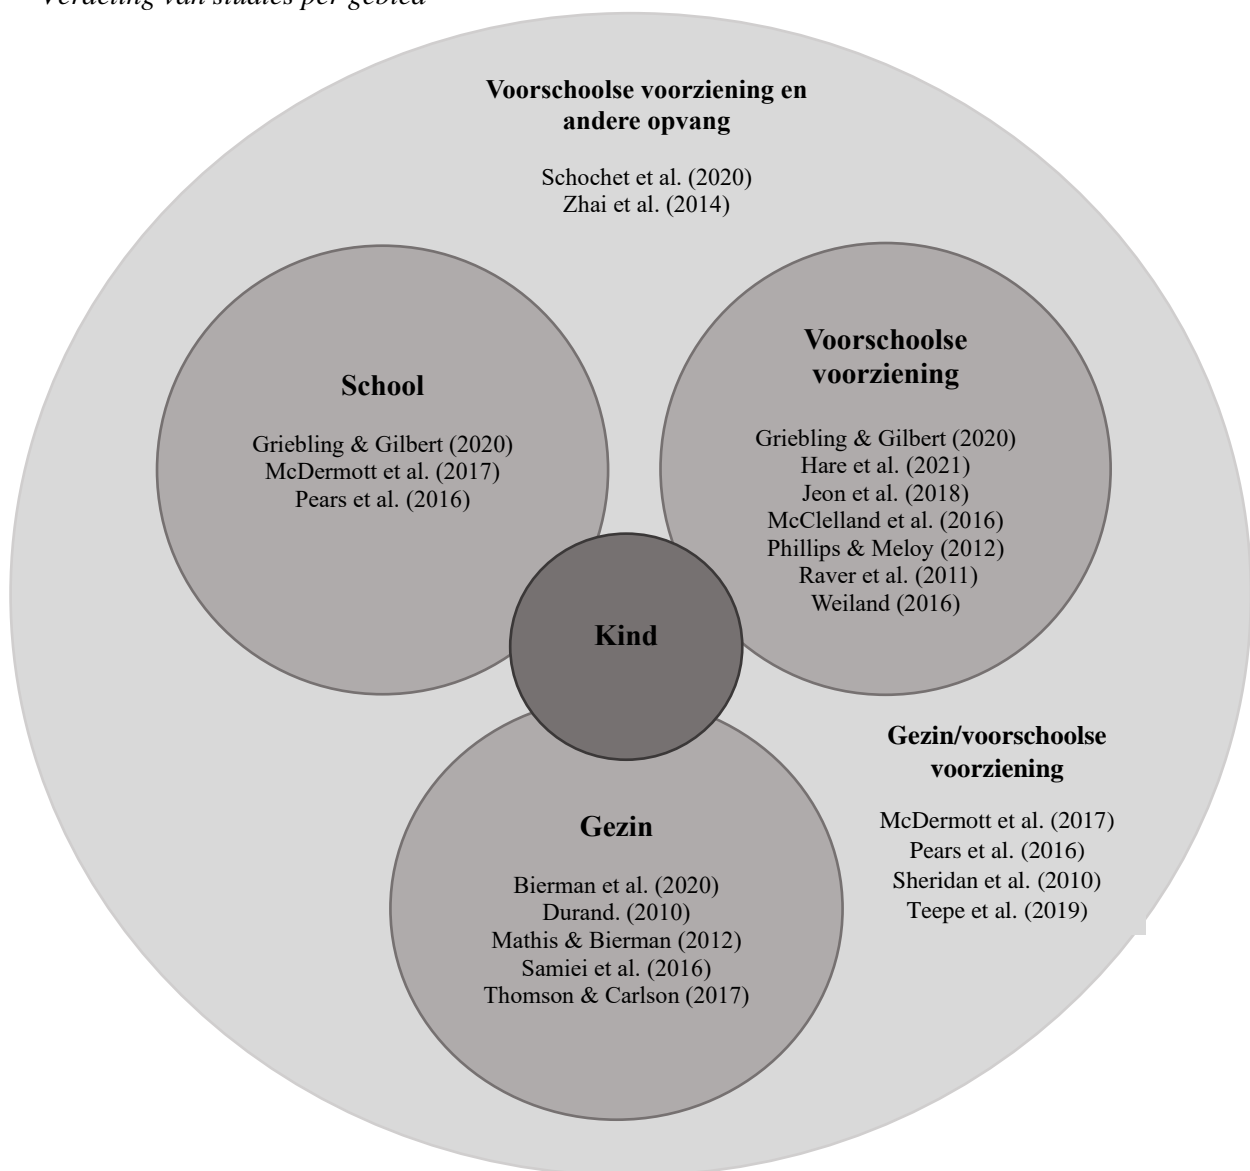 Verdeling van studies per gebied
Voorschoolse voorziening en
andere opvang
Schochet et al. (2020)
Zhai et al. (2014)
School
Griebling & Gilbert (2020)
McDermott et al. (2017)
Pears et al. (2016)
Voorschoolse
voorziening
Griebling & Gilbert (2020)
Hare et al. (2021)
Jeon et al. (2018)
McClelland et al. (2016)
Phillips & Meloy (2012)
Raver et al. (2011)
Weiland (2016)
Kind
Gezin
Bierman et al. (2020)
Durand. (2010)
Mathis & Bierman (2012)
Samiei et al. (2016)
Thomson & Carlson (2017)
Gezin/voorschoolse
voorziening
McDermott et al. (2017)
Pears et al. (2016)
Sheridan et al. (2010)
Teepe et al. (2019)